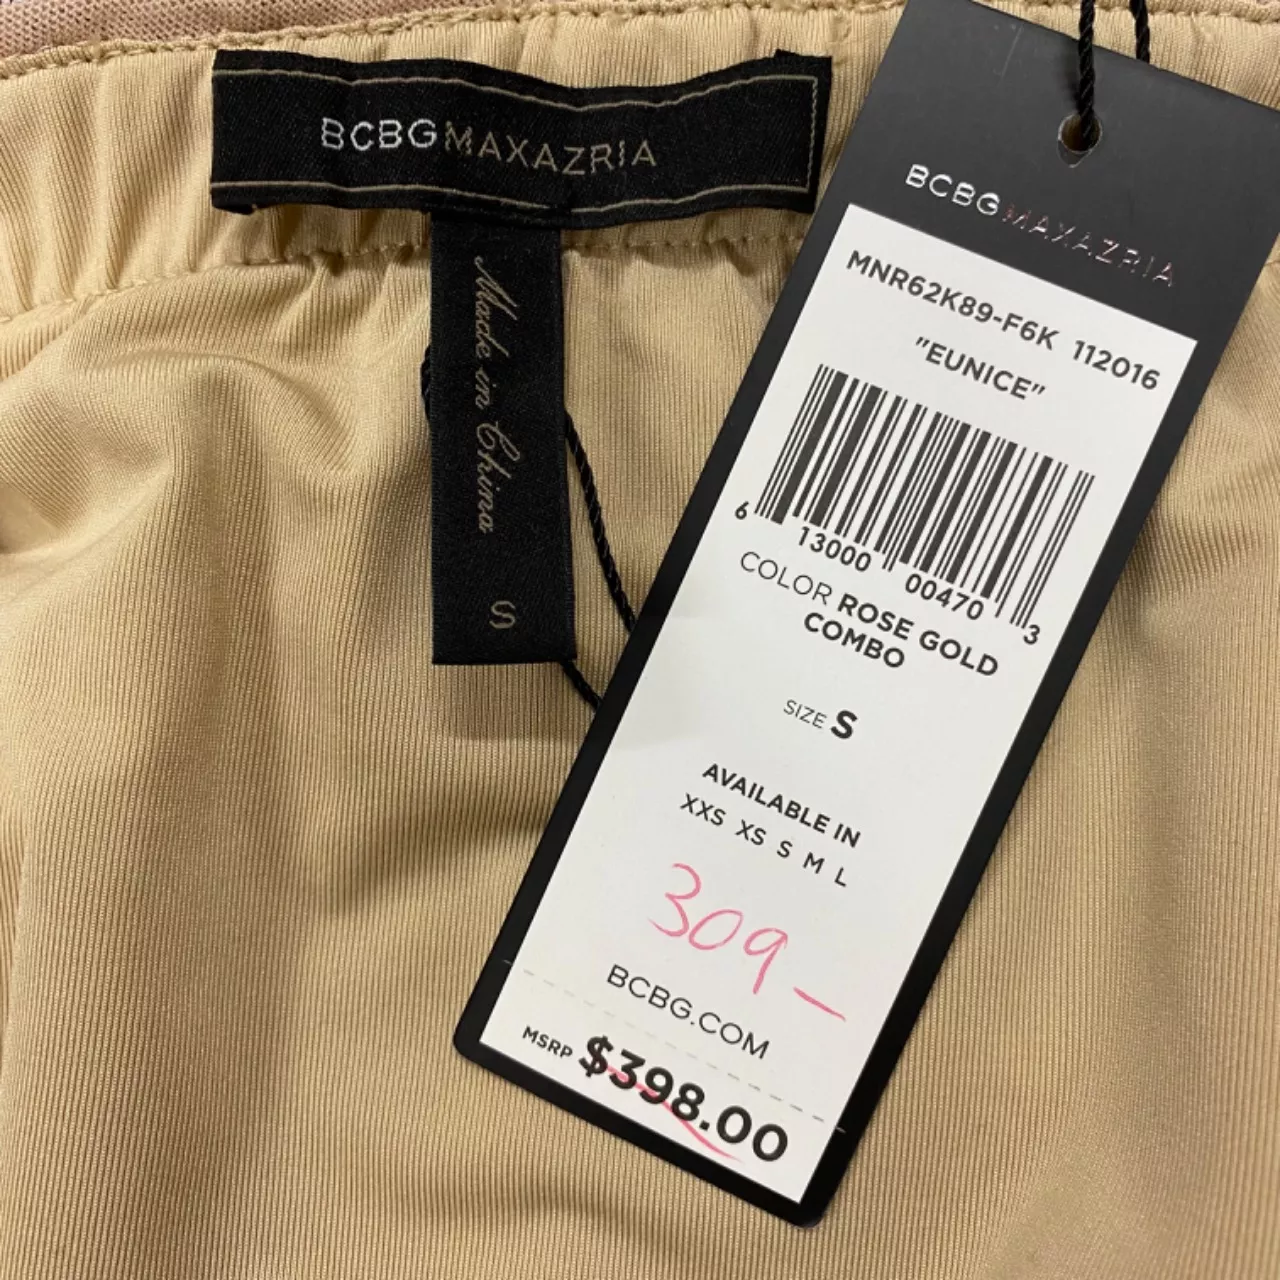 BCBGMAXAZRIA
Made in China
S
BCBGMAXAZRIA
MNR62K89-F6K 112016
"EUNICE"
6 13000 00470 3
COLOR ROSE GOLD
COMBO
SIZE S
AVAILABLE IN
XXS XS S M L
309-
BCBG.COM
MSRP $398.00